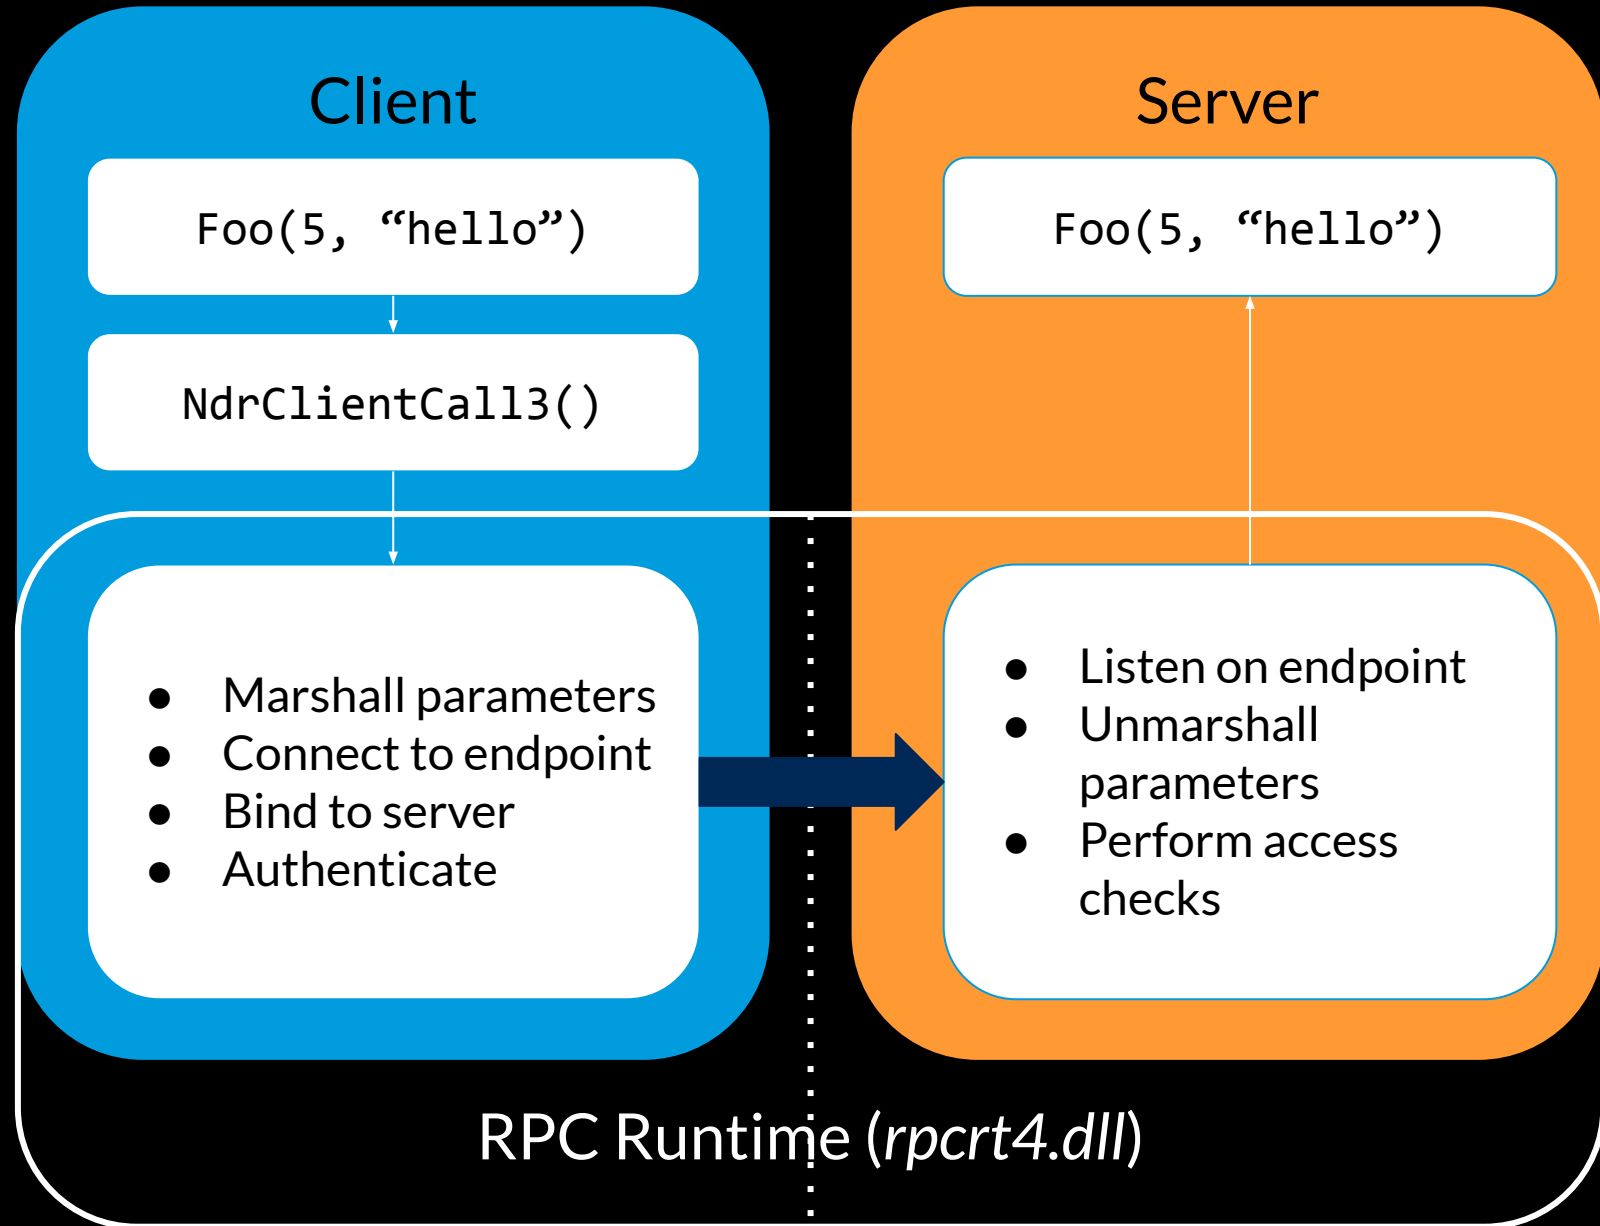 Client
Foo(5, “hello”)
NdrClientCall3()
● Marshall parameters
● Connect to endpoint
● Bind to server
● Authenticate
Server
Foo(5, “hello”)
● Listen on endpoint
● Unmarshall
parameters
● Perform access
checks
RPC Runtime (rpcrt4.dll)